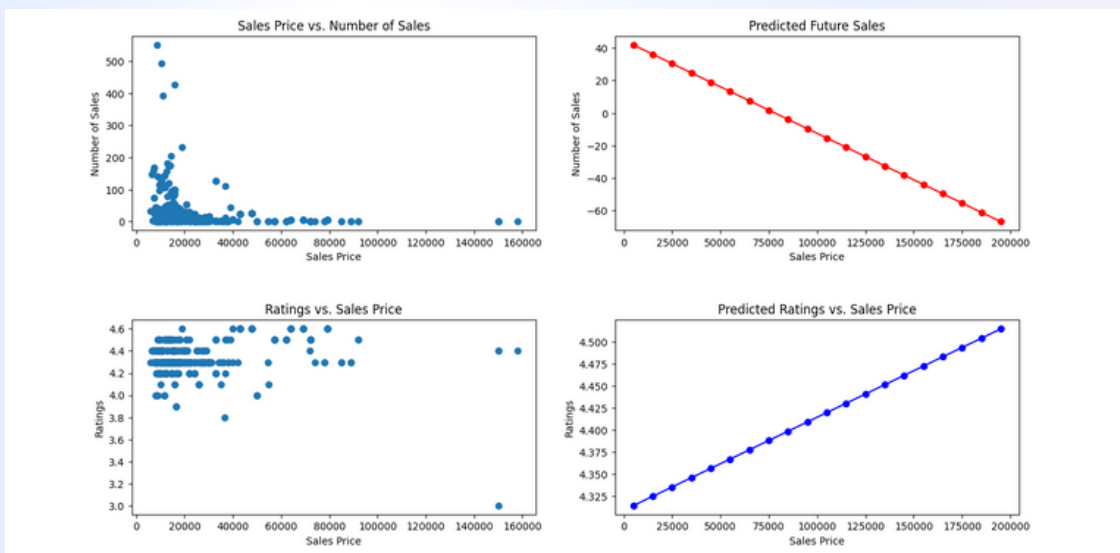 Sales Price vs. Number of Sales
Number of Sales
500
400
300
200
100
0
0 20000 40000 60000 80000 100000 120000 140000 160000
Sales Price
Predicted Future Sales
Number of Sales
40
20
0
−20
−40
−60
0 25000 50000 75000 100000 125000 150000 175000 200000
Sales Price
Ratings vs. Sales Price
Ratings
4.6
4.4
4.2
4.0
3.8
3.6
3.4
3.2
3.0
0 20000 40000 60000 80000 100000 120000 140000 160000
Sales Price
Predicted Ratings vs. Sales Price
Ratings
4.500
4.475
4.450
4.425
4.400
4.375
4.350
4.325
0 25000 50000 75000 100000 125000 150000 175000 200000
Sales Price